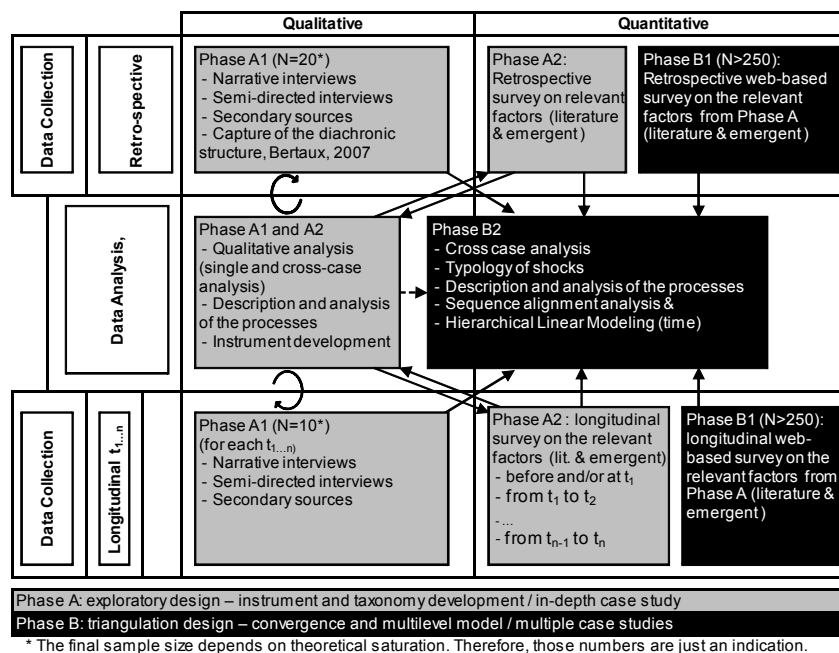 Qualitative
Quantitative
Data Collection
Retro-spective
Phase A1 (N=20*)
- Narrative interviews
- Semi-directed interviews
- Secondary sources
- Capture of the diachronic
structure, Bertaux, 2007
Phase A2:
Retrospective
survey on relevant
factors (literature
& emergent )
Phase B1 (N>250):
Retrospective web-based
survey on the relevant
factors from Phase A
(literature & emergent )
Data Analysis,
Phase A1 and A2
- Qualitative analysis
(single and cross-case
analysis)
- Description and analysis
of the processes
- Instrument development
Phase B2
- Cross case analysis
- Typology of shocks
- Description and analysis of the processes
- Sequence alignment analysis &
- Hierarchical Linear Modeling (time)
Data Collection
Longitudinal t1...n
Phase A1 (N=10*)
(for each t1...n)
- Narrative interviews
- Semi-directed interviews
- Secondary sources
Phase A2 : longitudinal
survey on the relevant
factors (lit. & emergent)
- before and/or at t1
- from t1 to t2
- ...
- from tn-1 to tn
Phase B1 (N>250):
longitudinal web-
based survey on the
relevant factors from
Phase A (literature &
emergent )
Phase A: exploratory design – instrument and taxonomy development / in-depth case study
Phase B: triangulation design – convergence and multilevel model / multiple case studies
* The final sample size depends on theoretical saturation. Therefore, those numbers are just an indication.